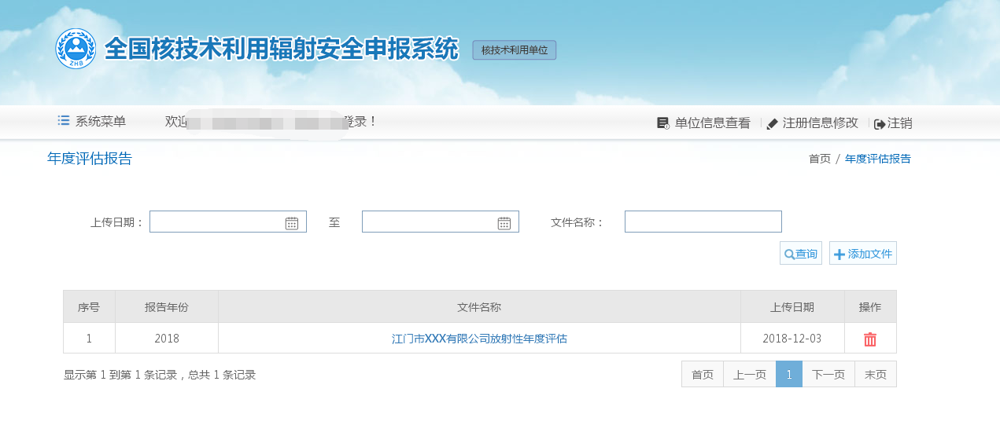 ZHB
全国核技术利用辐射安全申报系统 核技术利用单位
系统菜单 欢迎 登录！ 单位信息查看 注册信息修改 注销
年度评估报告 首页 / 年度评估报告
上传日期： 至 文件名称：
查询 添加文件
序号 报告年份 文件名称 上传日期 操作
1 2018 江门市XXX有限公司放射性年度评估 2018-12-03
显示第 1 到第 1 条记录，总共 1 条记录 首页 上一页 1 下一页 末页